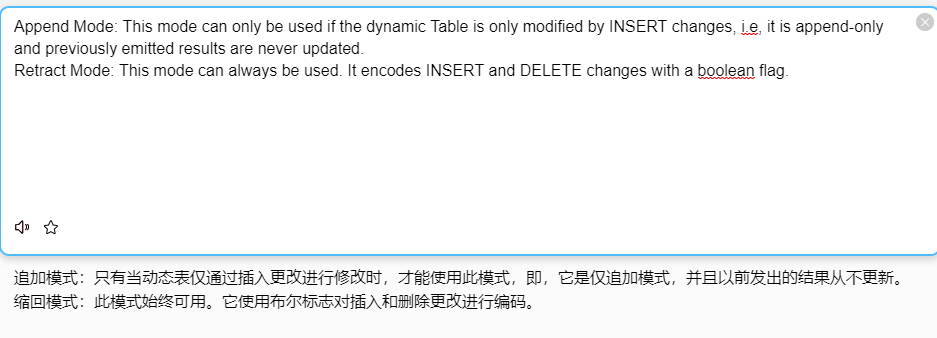 Append Mode: This mode can only be used if the dynamic Table is only modified by INSERT changes, i.e, it is append-only
and previously emitted results are never updated.
Retract Mode: This mode can always be used. It encodes INSERT and DELETE changes with a boolean flag.
追加模式：只有当动态表仅通过插入更改进行修改时，才能使用此模式，即，它是仅追加模式，并且以前发出的结果从不更新。
缩回模式：此模式始终可用。它使用布尔标志对插入和删除更改进行编码。